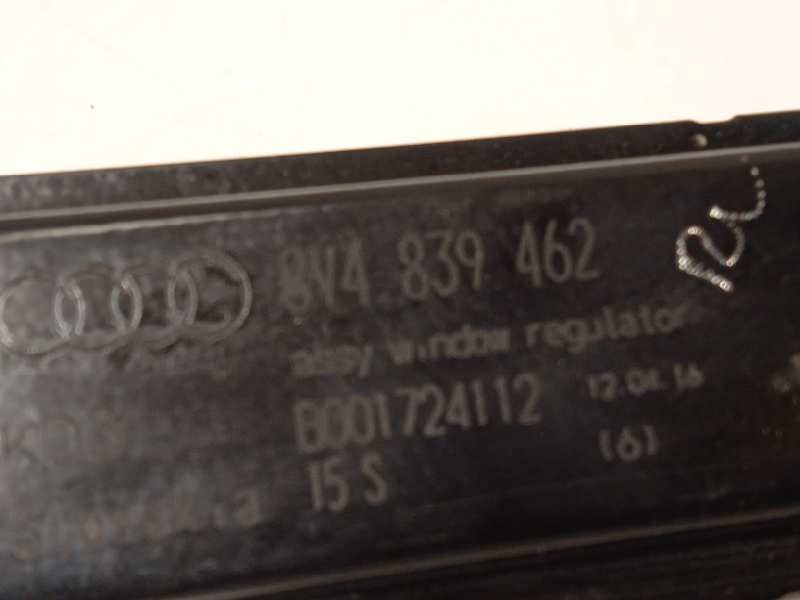 8V4 839 462
assy window regulator
B001724112 12.04.16
15 S (6)